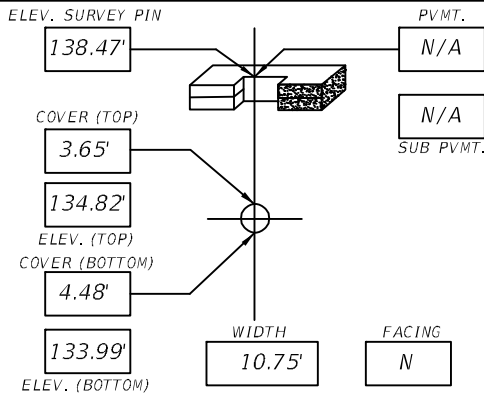 ELEV. SURVEY PIN
138.47'
PVMT.
N/A
N/A
SUB PVMT.
COVER (TOP)
3.65'
134.82'
ELEV. (TOP)
COVER (BOTTOM)
4.48'
133.99'
ELEV. (BOTTOM)
WIDTH
10.75'
FACING
N